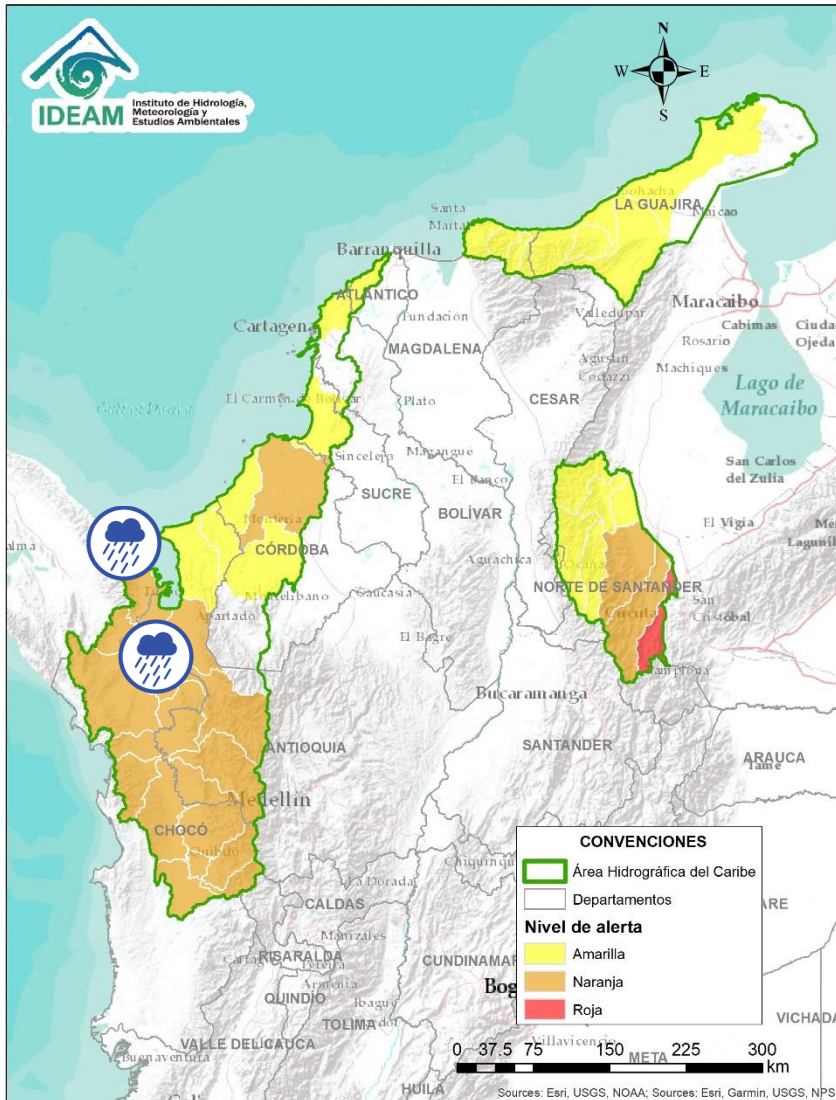 IDEAM
Instituto de Hidrología,
Meteorología y
Estudios Ambientales
N
W
E
S
LA GUAJIRA
Maicao
Santa
Marta
Barranquilla
ATLÁNTICO
Maracaibo
Cartagena
Fundación
Valledupar
Cabimas
Ciudad
Ojeda
Rosario
MAGDALENA
Machiques
Agustín
Codazzi
Lago de
Maracaibo
El Carmen de Bolívar
Plato
CESAR
Sincelejo
Magangué
San Carlos
del Zulia
El Banco
SUCRE
BOLÍVAR
Montería
El Vigía
CÓRDOBA
Aguachica
Ocaña
NORTE DE SANTANDER
Montelíbano
Caucasia
Apartadó
Cúcuta
San
Cristóbal
El Bagre
Pamplona
Bucaramanga
ANTIOQUIA
SANTANDER
ARAUCA
Tame
Medellín
CHOCÓ
Quibdó
CONVENCIONES
Área Hidrográfica del Caribe
Departamentos
Nivel de alerta
Amarilla
Naranja
Roja
La Dorada
CALDAS
Manizales
RISARALDA
Pereira
Armenia
QUINDÍO
Ibagué
TOLIMA
VICHADA
VALLE DEL CAUCA
Villavicencio
META
Buenaventura
HUILA
0 37.5 75 150 225 300
km
Sources: Esri, USGS, NOAA; Sources: Esri, Garmin, USGS, NPS